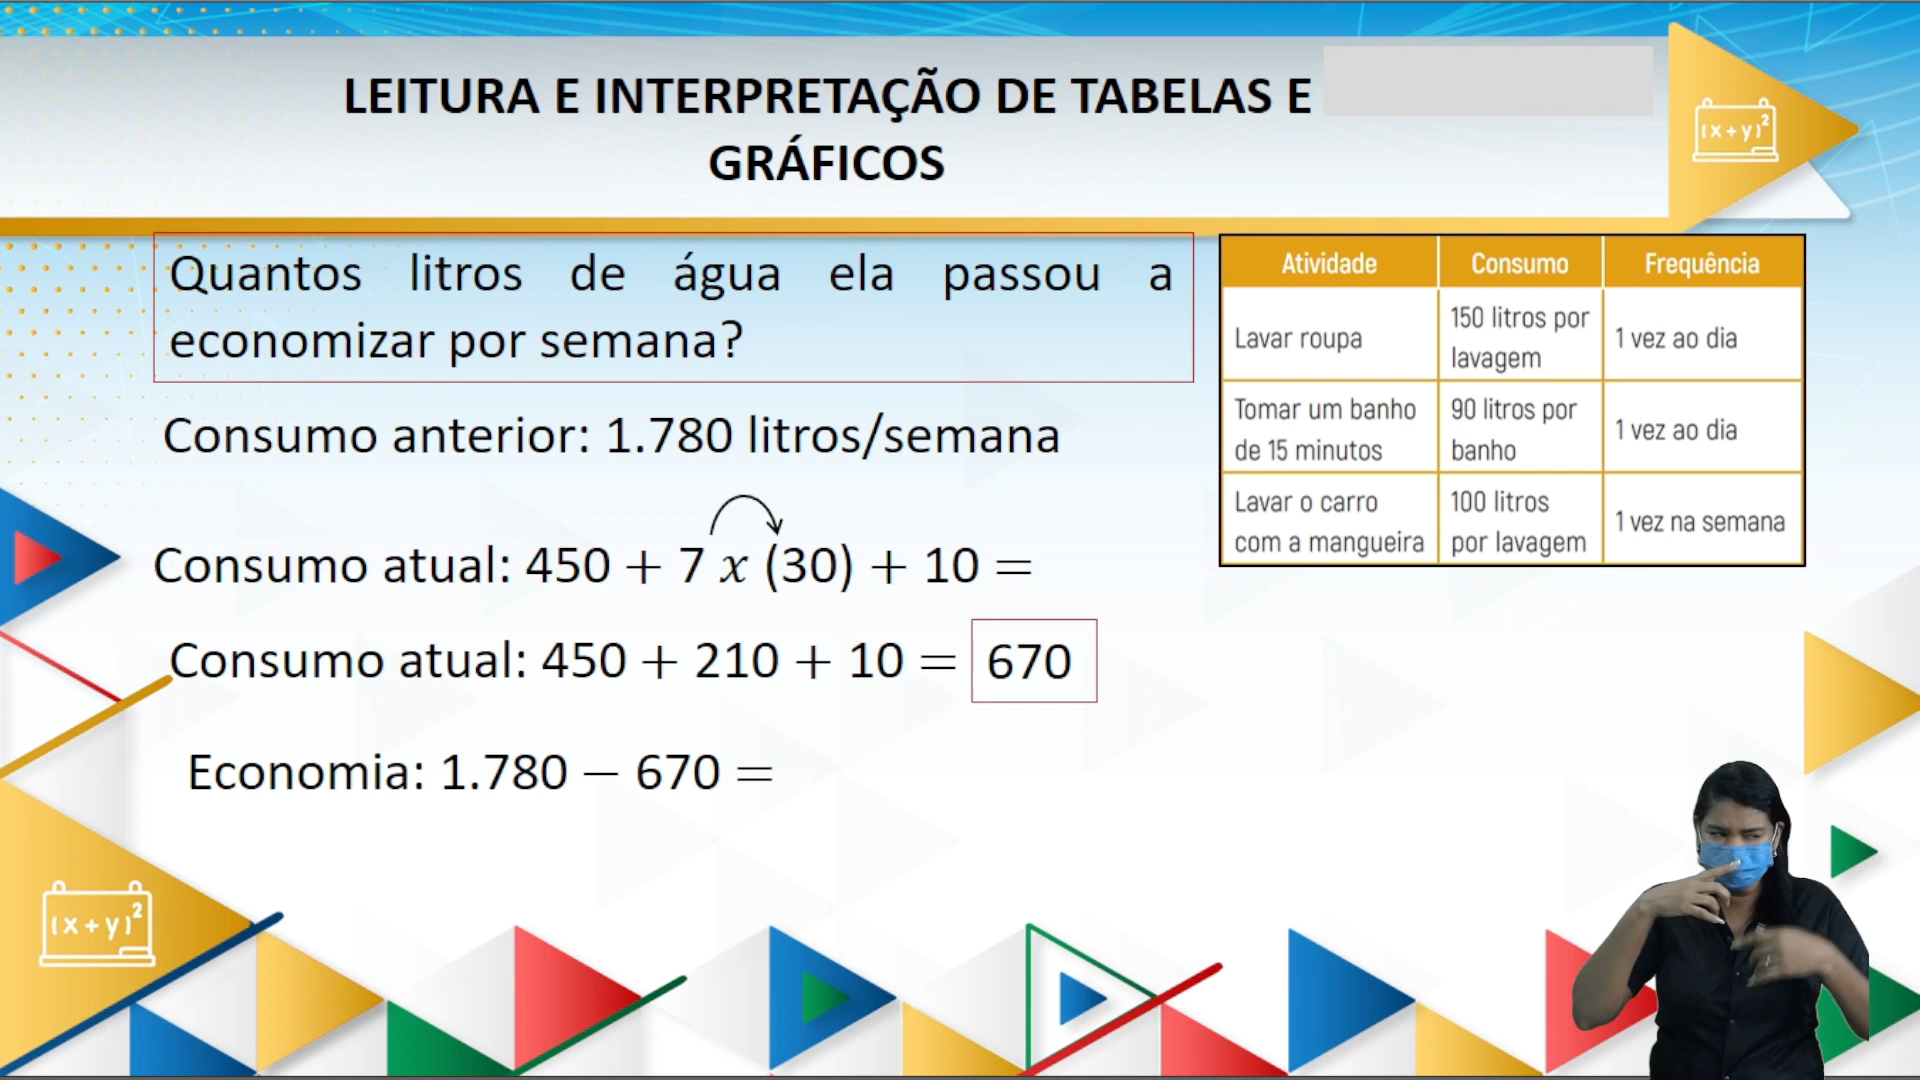 LEITURA E INTERPRETAÇÃO DE TABELAS E
GRÁFICOS
(x+y)²
Quantos litros de água ela passou a
economizar por semana?
Consumo anterior: 1.780 litros/semana
Consumo atual: 450 + 7 x (30) + 10 =
Consumo atual: 450 + 210 + 10 = 670
Economia: 1.780 − 670 =
Atividade Consumo Frequência
Lavar roupa 150 litros por lavagem 1 vez ao dia
Tomar um banho de 15 minutos 90 litros por banho 1 vez ao dia
Lavar o carro com a mangueira 100 litros por lavagem 1 vez na semana
(x+y)²